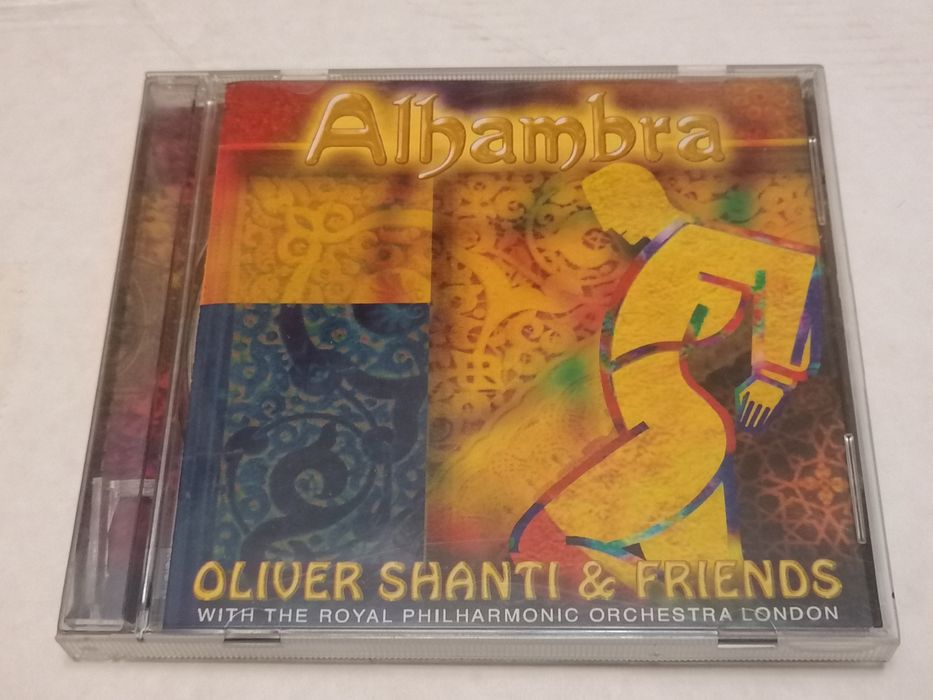 Alhambra
OLIVER SHANTI & FRIENDS
WITH THE ROYAL PHILHARMONIC ORCHESTRA LONDON